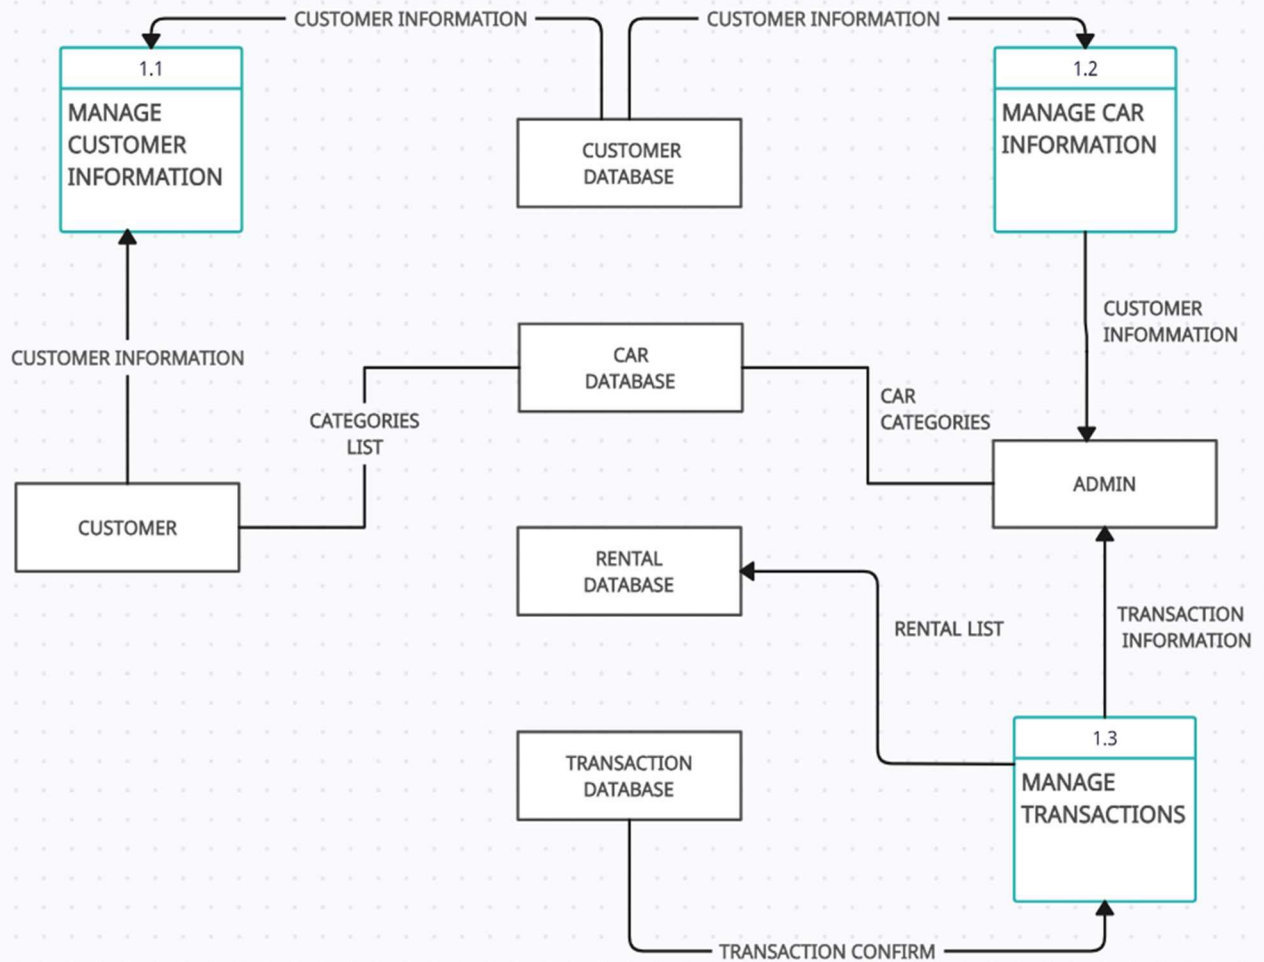 CUSTOMER INFORMATION
CUSTOMER INFORMATION
1.1
MANAGE
CUSTOMER
INFORMATION
CUSTOMER
DATABASE
1.2
MANAGE CAR
INFORMATION
CUSTOMER INFORMATION
CUSTOMER
INFOMMATION
CAR
DATABASE
CATEGORIES
LIST
CAR
CATEGORIES
CUSTOMER
ADMIN
RENTAL
DATABASE
RENTAL LIST
TRANSACTION
INFORMATION
TRANSACTION
DATABASE
1.3
MANAGE
TRANSACTIONS
TRANSACTION CONFIRM